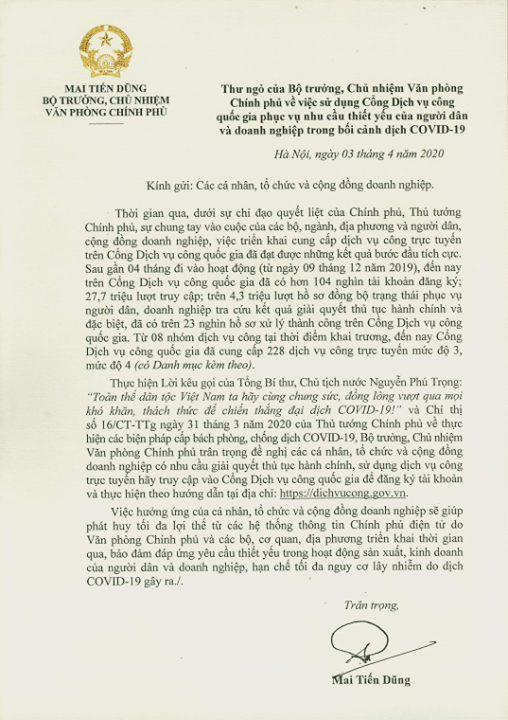 MAI TIẾN DŨNG
BỘ TRƯỞNG, CHỦ NHIỆM
VĂN PHÒNG CHÍNH PHỦ
Thư ngỏ của Bộ trưởng, Chủ nhiệm Văn phòng
Chính phủ về việc sử dụng Cổng Dịch vụ công
quốc gia phục vụ nhu cầu thiết yếu của người dân
và doanh nghiệp trong bối cảnh dịch COVID-19
Hà Nội, ngày 03 tháng 4 năm 2020
Kính gửi: Các cá nhân, tổ chức và cộng đồng doanh nghiệp.
Thời gian qua, dưới sự chỉ đạo quyết liệt của Chính phủ, Thủ tướng
Chính phủ, sự chung tay vào cuộc của các bộ, ngành, địa phương và người dân,
cộng đồng doanh nghiệp, việc triển khai cung cấp dịch vụ công trực tuyến
trên Cổng Dịch vụ công quốc gia đã đạt được những kết quả bước đầu tích cực.
Sau gần 04 tháng đi vào hoạt động (từ ngày 09 tháng 12 năm 2019), đến nay
trên Cổng Dịch vụ công quốc gia đã có hơn 104 nghìn tài khoản đăng ký;
27,7 triệu lượt truy cập; trên 4,3 triệu lượt hồ sơ đồng bộ trạng thái phục vụ
người dân, doanh nghiệp tra cứu kết quả giải quyết thủ tục hành chính và
đặc biệt, đã có trên 23 nghìn hồ sơ xử lý thành công trên Cổng Dịch vụ công
quốc gia. Từ 08 nhóm dịch vụ công tại thời điểm khai trương, đến nay Cổng
Dịch vụ công quốc gia đã cung cấp 228 dịch vụ công trực tuyến mức độ 3,
mức độ 4 (có Danh mục kèm theo).
Thực hiện Lời kêu gọi của Tổng Bí thư, Chủ tịch nước Nguyễn Phú Trọng:
“Toàn thể dân tộc Việt Nam ta hãy cùng chung sức, đồng lòng vượt qua mọi
khó khăn, thách thức để chiến thắng đại dịch COVID-19!” và Chỉ thị
số 16/CT-TTg ngày 31 tháng 3 năm 2020 của Thủ tướng Chính phủ về thực
hiện các biện pháp cấp bách phòng, chống dịch COVID-19, Bộ trưởng, Chủ nhiệm
Văn phòng Chính phủ trân trọng đề nghị các cá nhân, tổ chức và cộng đồng
doanh nghiệp có nhu cầu giải quyết thủ tục hành chính, sử dụng dịch vụ công
trực tuyến hãy truy cập vào Cổng Dịch vụ công quốc gia để đăng ký tài khoản
và thực hiện theo hướng dẫn tại địa chỉ: https://dichvucong.gov.vn.
Việc hưởng ứng của cá nhân, tổ chức và cộng đồng doanh nghiệp sẽ giúp
phát huy tối đa lợi thế từ các hệ thống thông tin Chính phủ điện tử do
Văn phòng Chính phủ và các bộ, cơ quan, địa phương triển khai thời gian
qua, bảo đảm đáp ứng yêu cầu thiết yếu trong hoạt động sản xuất, kinh doanh
của người dân và doanh nghiệp, hạn chế tối đa nguy cơ lây nhiễm do dịch
COVID-19 gây ra./.
Trân trọng,
Mai Tiến Dũng